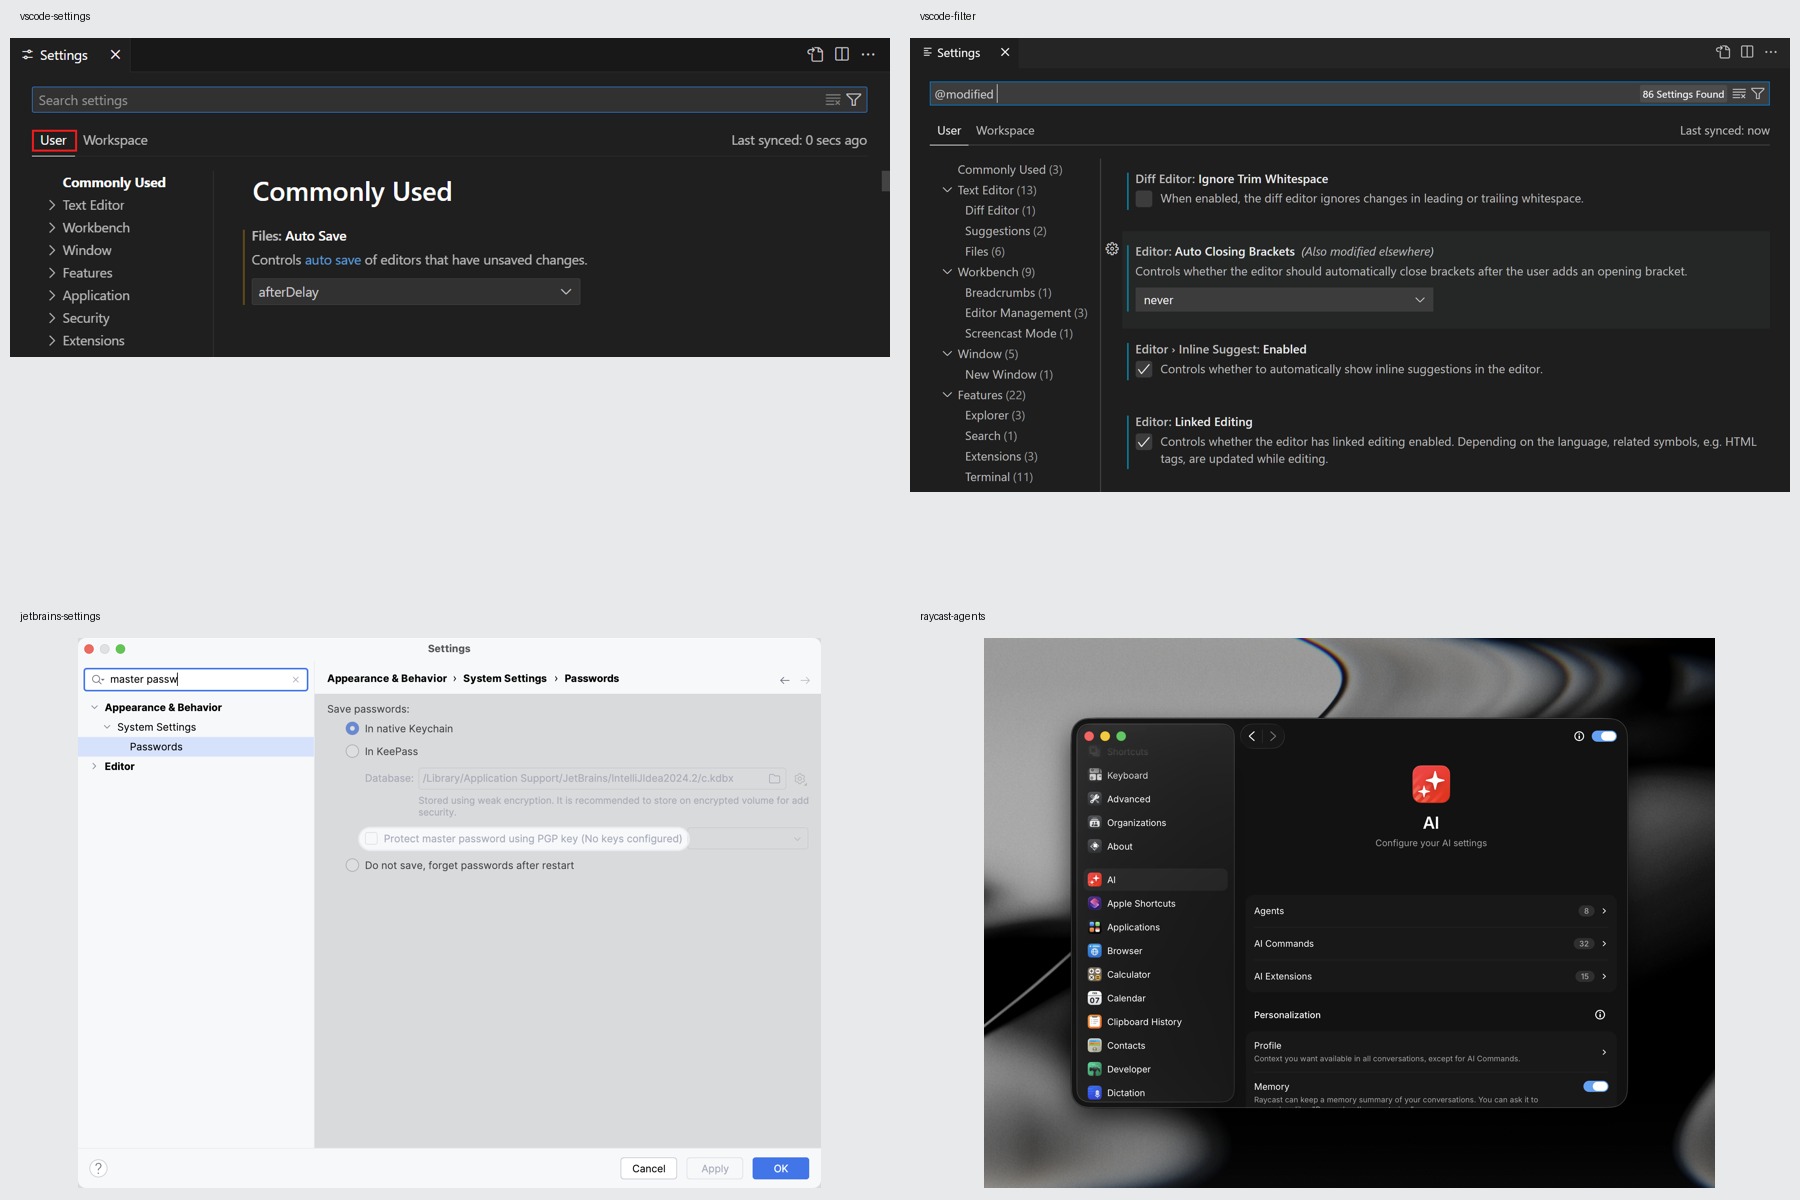 vscode-settings
Settings
Search settings
User Workspace
Last synced: 0 secs ago
Commonly Used
Text Editor
Workbench
Window
Features
Application
Security
Extensions
Commonly Used
Files: Auto Save
Controls auto save of editors that have unsaved changes.
afterDelay
vscode-filter
Settings
@modified
86 Settings Found
User Workspace
Last synced: now
Commonly Used (3)
Text Editor (13)
Diff Editor (1)
Suggestions (2)
Files (6)
Workbench (9)
Breadcrumbs (1)
Editor Management (3)
Screencast Mode (1)
Window (5)
New Window (1)
Features (22)
Explorer (3)
Search (1)
Extensions (3)
Terminal (11)
Diff Editor: Ignore Trim Whitespace
When enabled, the diff editor ignores changes in leading or trailing whitespace.
Editor: Auto Closing Brackets (Also modified elsewhere)
Controls whether the editor should automatically close brackets after the user adds an opening bracket.
never
Editor › Inline Suggest: Enabled
Controls whether to automatically show inline suggestions in the editor.
Editor: Linked Editing
Controls whether the editor has linked editing enabled. Depending on the language, related symbols, e.g. HTML
tags, are updated while editing.
jetbrains-settings
Settings
master passw
Appearance & Behavior
System Settings
Passwords
Editor
Appearance & Behavior › System Settings › Passwords
Save passwords:
In native Keychain
In KeePass
Database: /Library/Application Support/JetBrains/IntelliJIdea2024.2/c.kdbx
Stored using weak encryption. It is recommended to store on encrypted volume for add
security.
Protect master password using PGP key (No keys configured)
Do not save, forget passwords after restart
?
Cancel
Apply
OK
raycast-agents
Shortcuts
Keyboard
Advanced
Organizations
About
AI
Apple Shortcuts
Applications
Browser
Calculator
Calendar
Clipboard History
Contacts
Developer
Dictation
AI
Configure your AI settings
Agents 8
AI Commands 32
AI Extensions 15
Personalization
Profile
Context you want available in all conversations, except for AI Commands.
Memory
Raycast can keep a memory summary of your conversations. You can ask it to